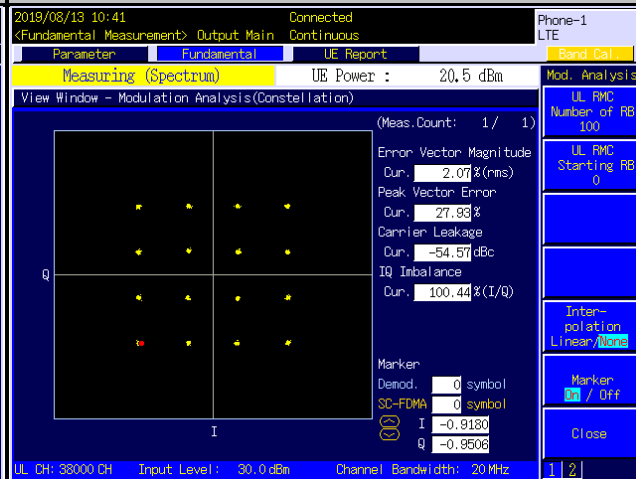 2019/08/13 10:41 Connected
<Fundamental Measurement> Output Main Continuous
Phone-1
LTE
Parameter Fundamental UE Report Band Cal.
Measuring (Spectrum) UE Power : 20.5 dBm
Mod. Analysis
View Window - Modulation Analysis(Constellation)
(Meas.Count: 1/ 1)
Error Vector Magnitude
Cur. 2.07 %(rms)
Peak Vector Error
Cur. 27.93 %
Carrier Leakage
Cur. -54.57 dBc
IQ Imbalance
Cur. 100.44 %(I/Q)
Q
I
Marker
Demod. 0 symbol
SC-FDMA 0 symbol
I -0.9180
Q -0.9506
UL RMC
Number of RB
100
UL RMC
Starting RB
0
Inter-
polation
Linear/None
Marker
On / Off
Close
UL CH: 38000 CH Input Level: 30.0 dBm Channel Bandwidth: 20 MHz
1 2